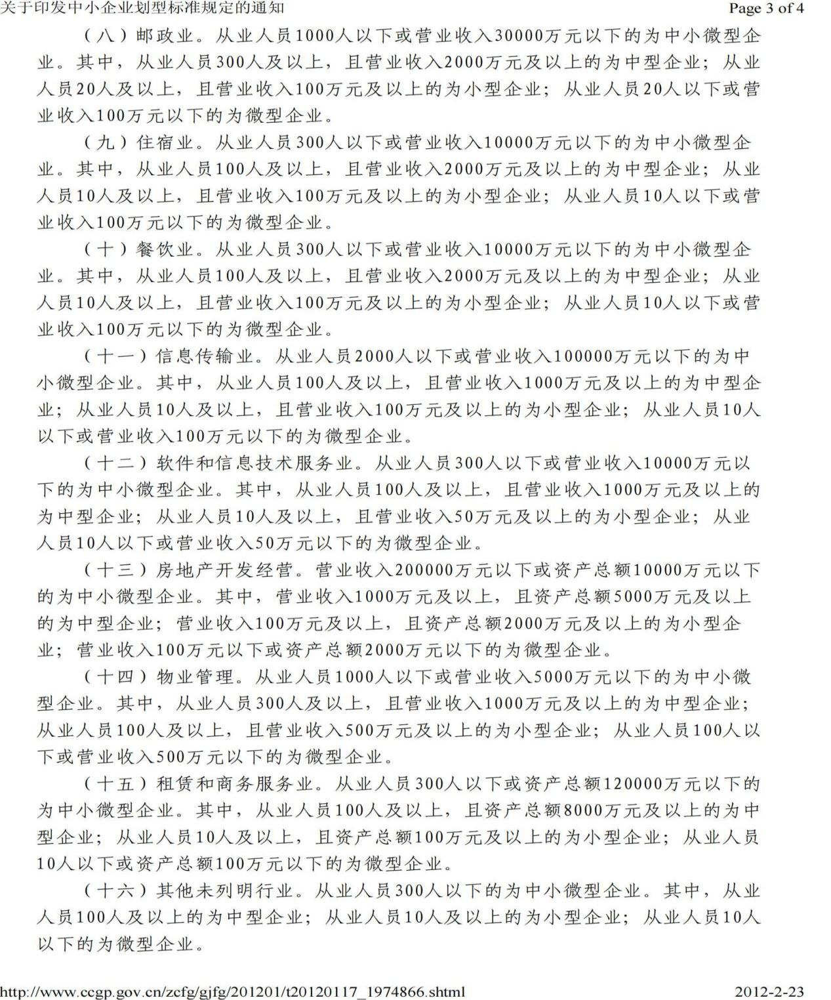 关于印发中小企业划型标准规定的通知 Page 3 of 4
（八）邮政业。从业人员1000人以下或营业收入30000万元以下的为中小微型企
业。其中，从业人员300人及以上，且营业收入2000万元及以上的为中型企业；从业
人员20人及以上，且营业收入100万元及以上的为小型企业；从业人员20人以下或营
业收入100万元以下的为微型企业。
（九）住宿业。从业人员300人以下或营业收入10000万元以下的为中小微型企
业。其中，从业人员100人及以上，且营业收入2000万元及以上的为中型企业；从业
人员10人及以上，且营业收入100万元及以上的为小型企业；从业人员10人以下或营
业收入100万元以下的为微型企业。
（十）餐饮业。从业人员300人以下或营业收入10000万元以下的为中小微型企
业。其中，从业人员100人及以上，且营业收入2000万元及以上的为中型企业；从业
人员10人及以上，且营业收入100万元及以上的为小型企业；从业人员10人以下或营
业收入100万元以下的为微型企业。
（十一）信息传输业。从业人员2000人以下或营业收入100000万元以下的为中
小微型企业。其中，从业人员100人及以上，且营业收入1000万元及以上的为中型企
业；从业人员10人及以上，且营业收入100万元及以上的为小型企业；从业人员10人
以下或营业收入100万元以下的为微型企业。
（十二）软件和信息技术服务业。从业人员300人以下或营业收入10000万元以
下的为中小微型企业。其中，从业人员100人及以上，且营业收入1000万元及以上的
为中型企业；从业人员10人及以上，且营业收入50万元及以上的为小型企业；从业
人员10人以下或营业收入50万元以下的为微型企业。
（十三）房地产开发经营。营业收入200000万元以下或资产总额10000万元以下
的为中小微型企业。其中，营业收入1000万元及以上，且资产总额5000万元及以上
的为中型企业；营业收入100万元及以上，且资产总额2000万元及以上的为小型企
业；营业收入100万元以下或资产总额2000万元以下的为微型企业。
（十四）物业管理。从业人员1000人以下或营业收入5000万元以下的为中小微
型企业。其中，从业人员300人及以上，且营业收入1000万元及以上的为中型企业；
从业人员100人及以上，且营业收入500万元及以上的为小型企业；从业人员100人以
下或营业收入500万元以下的为微型企业。
（十五）租赁和商务服务业。从业人员300人以下或资产总额120000万元以下的
为中小微型企业。其中，从业人员100人及以上，且资产总额8000万元及以上的为中
型企业；从业人员10人及以上，且资产总额100万元及以上的为小型企业；从业人员
10人以下或资产总额100万元以下的为微型企业。
（十六）其他未列明行业。从业人员300人以下的为中小微型企业。其中，从业
人员100人及以上的为中型企业；从业人员10人及以上的为小型企业；从业人员10人
以下的为微型企业。
http://www.ccgp.gov.cn/zcfg/gjfg/201201/t20120117_1974866.shtml 2012-2-23